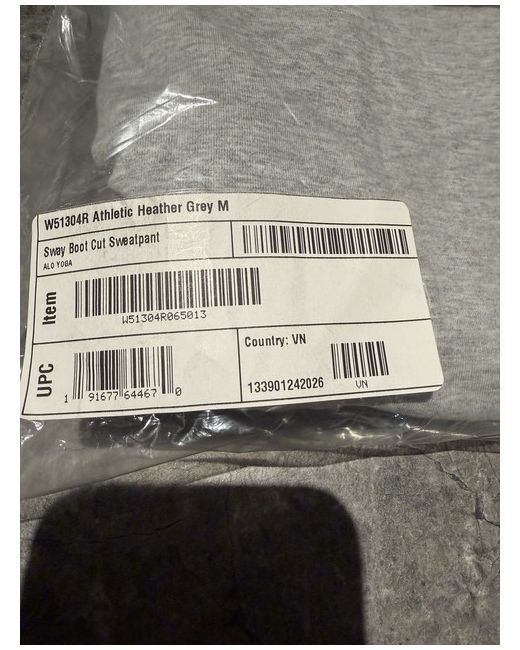 W51304R Athletic Heather Grey M
Sway Boot Cut Sweatpant
ALO YOGA
Item
W51304R065013
UPC
1 91677 64467 0
Country: VN
133901242026
VN